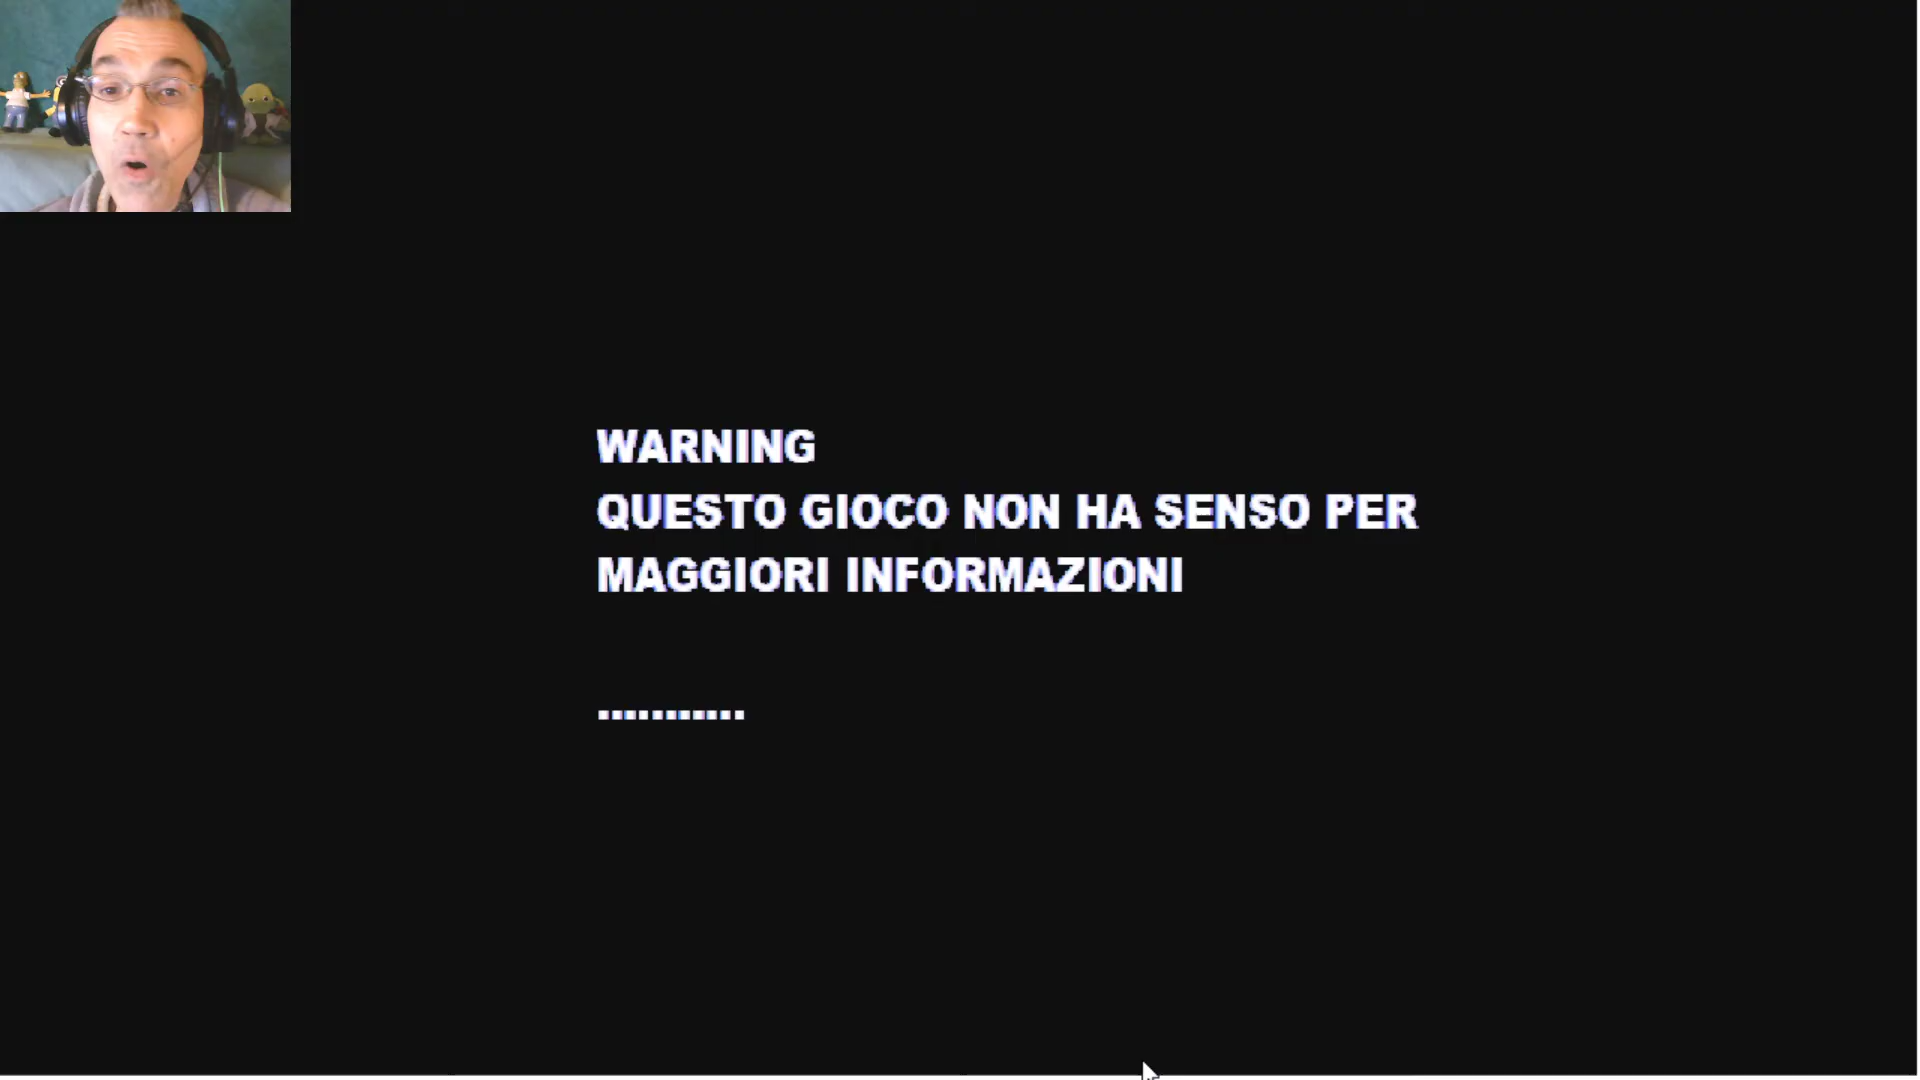 WARNING
QUESTO GIOCO NON HA SENSO PER
MAGGIORI INFORMAZIONI
...........